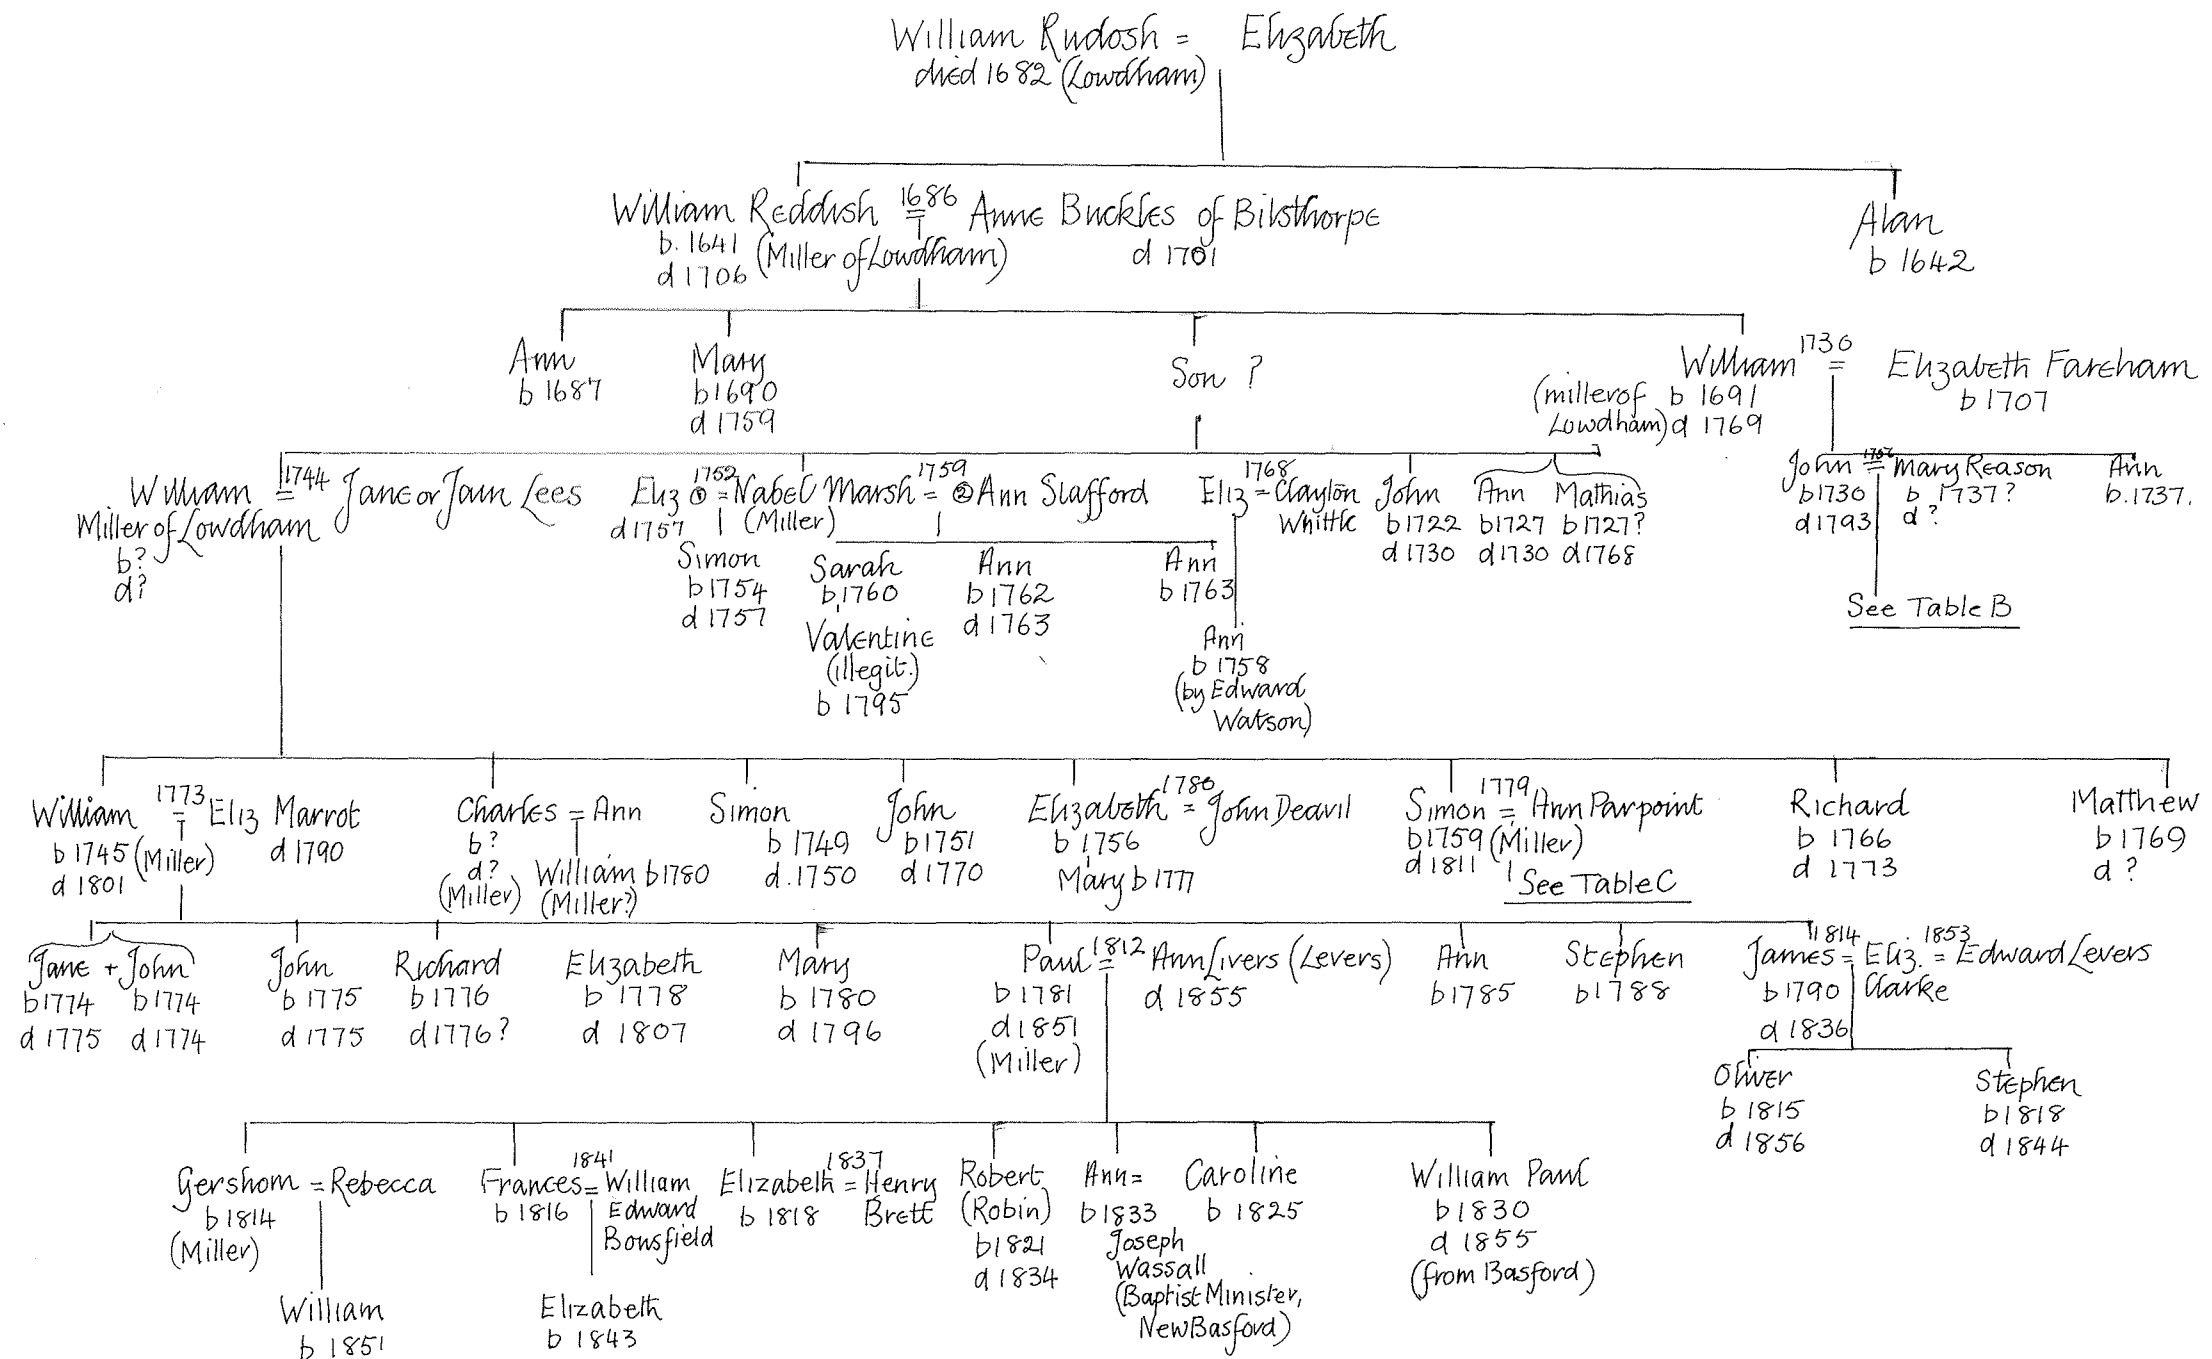 William Rudosh = Elizabeth
died 1682 (Lowdham)
William Reddish 1686 = Anne Buckles of Bilsthorpe
b. 1641 (Miller of Lowdham) d 1701
d 1706
Alan
b 1642
Ann
b 1687
Mary
b 1690
d 1759
Son ?
William 1736 = Elizabeth Fareham
(miller of b 1691 b 1707
Lowdham) d 1769
William 1744 = Jane or Jain Lees
Miller of Lowdham
b?
d?
Eliz ① 1752 = Nabel Marsh 1759 = ② Ann Slafford
d 1757 (Miller)
Simon
b 1754
d 1757
Sarah
b 1760
Valentine
(illegit.)
b 1795
Ann
b 1762
d 1763
Ann
b 1763
Eliz 1768 = Clayton
Whittle
Ann
b 1758
(by Edward
Watson)
John
b 1722
d 1730
Ann
b 1727
d 1730
Mathias
b 1727?
d 1768
John = Mary Reason
b 1730 b 1737?
d 1793 d ?
Ann
b. 1737.
See Table B
William 1773 = Eliz Marrot
b 1745 (Miller) d 1790
d 1801
Charles = Ann
b?
d?
(Miller)
William b 1780
(Miller?)
Simon
b 1749
d. 1750
John
b 1751
d 1770
Elizabeth 1780 = John Deavil
b 1756
Mary b 1777
Simon 1779 = Ann Parpoint
b 1759 (Miller)
d 1811
See Table C
Richard
b 1766
d 1773
Matthew
b 1769
d ?
Jane + John
b 1774 b 1774
d 1775 d 1774
John
b 1775
d 1775
Richard
b 1776
d 1776?
Elizabeth
b 1778
d 1807
Mary
b 1780
d 1796
Paul 1812 = Ann Livers (Levers)
b 1781 d 1855
d 1851
(Miller)
Ann
b 1785
Stephen
b 1788
James 1814 = Eliz. 1853 = Edward Levers
b 1790 Clarke
d 1836
Oliver
b 1815
d 1856
Stephen
b 1818
d 1844
Gershom = Rebecca
b 1814
(Miller)
William
b 1851
Frances 1841 = William
b 1816 Edward
Bonsfield
Elizabeth
b 1843
Elizabeth 1837 = Henry
b 1818 Brett
Robert
(Robin)
b 1821
d 1834
Ann =
b 1833
Joseph
Wassall
(Baptist Minister,
New Basford)
Caroline
b 1825
William Paul
b 1830
d 1855
(from Basford)